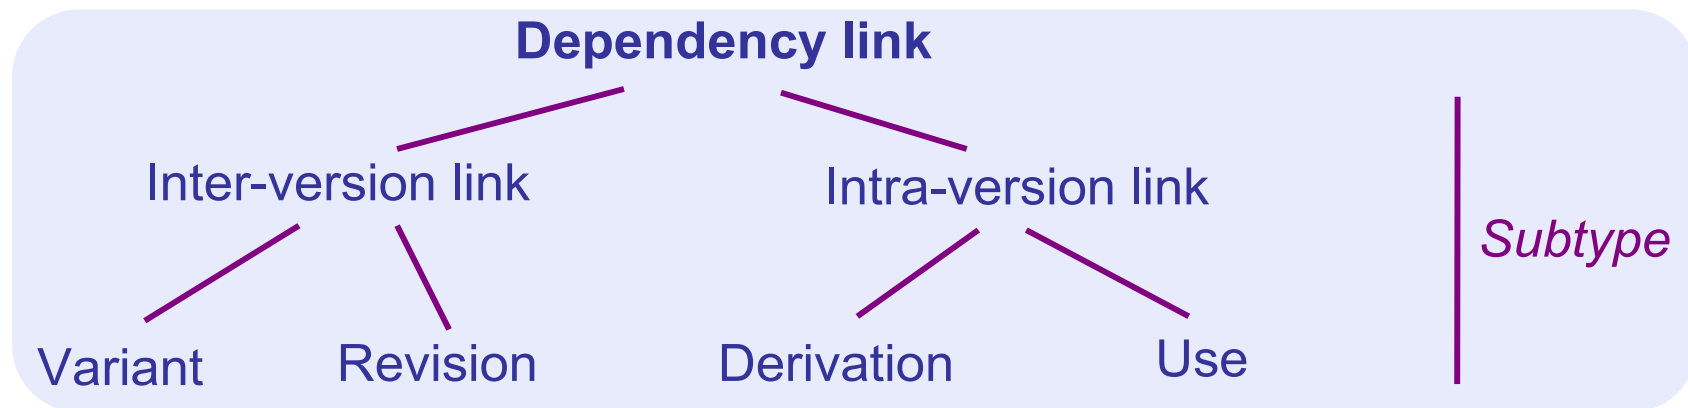 Dependency link
Inter-version link
Intra-version link
Subtype
Variant
Revision
Derivation
Use